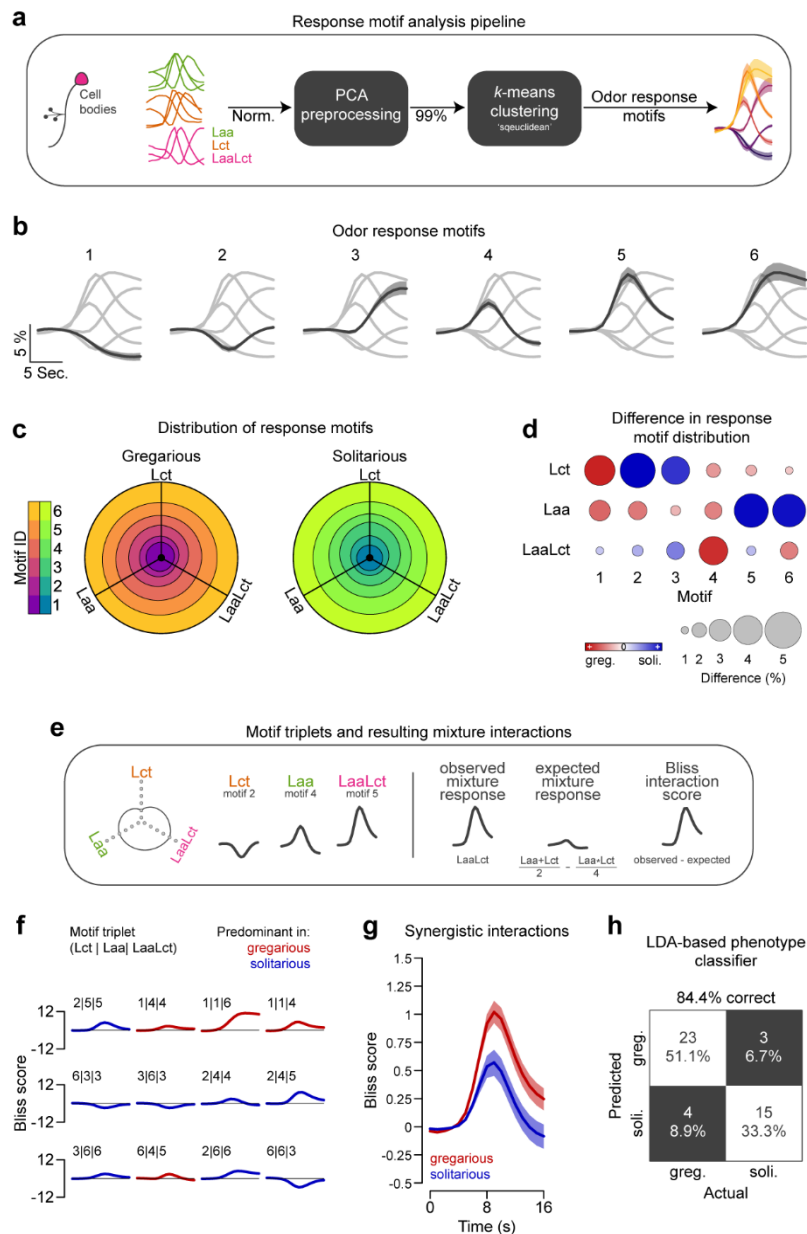 a
Response motif analysis pipeline
Cell
bodies
Laa
Lct
LaaLct
Norm.
PCA
preprocessing
99%
k-means
clustering
'sqeuclidean'
Odor response
motifs
b
Odor response motifs
1 2 3 4 5 6
5 %
5 Sec.
c
Distribution of response motifs
Gregarious
Lct
Laa
LaaLct
Solitarious
Lct
Laa
LaaLct
Motif ID
6
5
4
3
2
1
d
Difference in response
motif distribution
Lct
Laa
LaaLct
1 2 3 4 5 6
Motif
+ 0 +
greg. soli.
1 2 3 4 5
Difference (%)
e
Motif triplets and resulting mixture interactions
Lct
Laa
LaaLct
Lct
motif 2
Laa
motif 4
LaaLct
motif 5
observed
mixture
response
LaaLct
expected
mixture
response
Laa+Lct
2
–
Laa*Lct
4
Bliss
interaction
score
observed - expected
f
Motif triplet
(Lct | Laa| LaaLct)
Predominant in:
gregarious
solitarious
Bliss score
12
-12
2|5|5 1|4|4 1|1|6 1|1|4
12
-12
6|3|3 3|6|3 2|4|4 2|4|5
12
-12
3|6|6 6|4|5 2|6|6 6|6|3
g
Synergistic interactions
Bliss score
1.5
1.25
1
0.75
0.5
0.25
0
-0.25
-0.5
gregarious
solitarious
0 8 16
Time (s)
h
LDA-based phenotype
classifier
84.4% correct
Predicted
greg.
soli.
23
51.1%
3
6.7%
4
8.9%
15
33.3%
greg. soli.
Actual